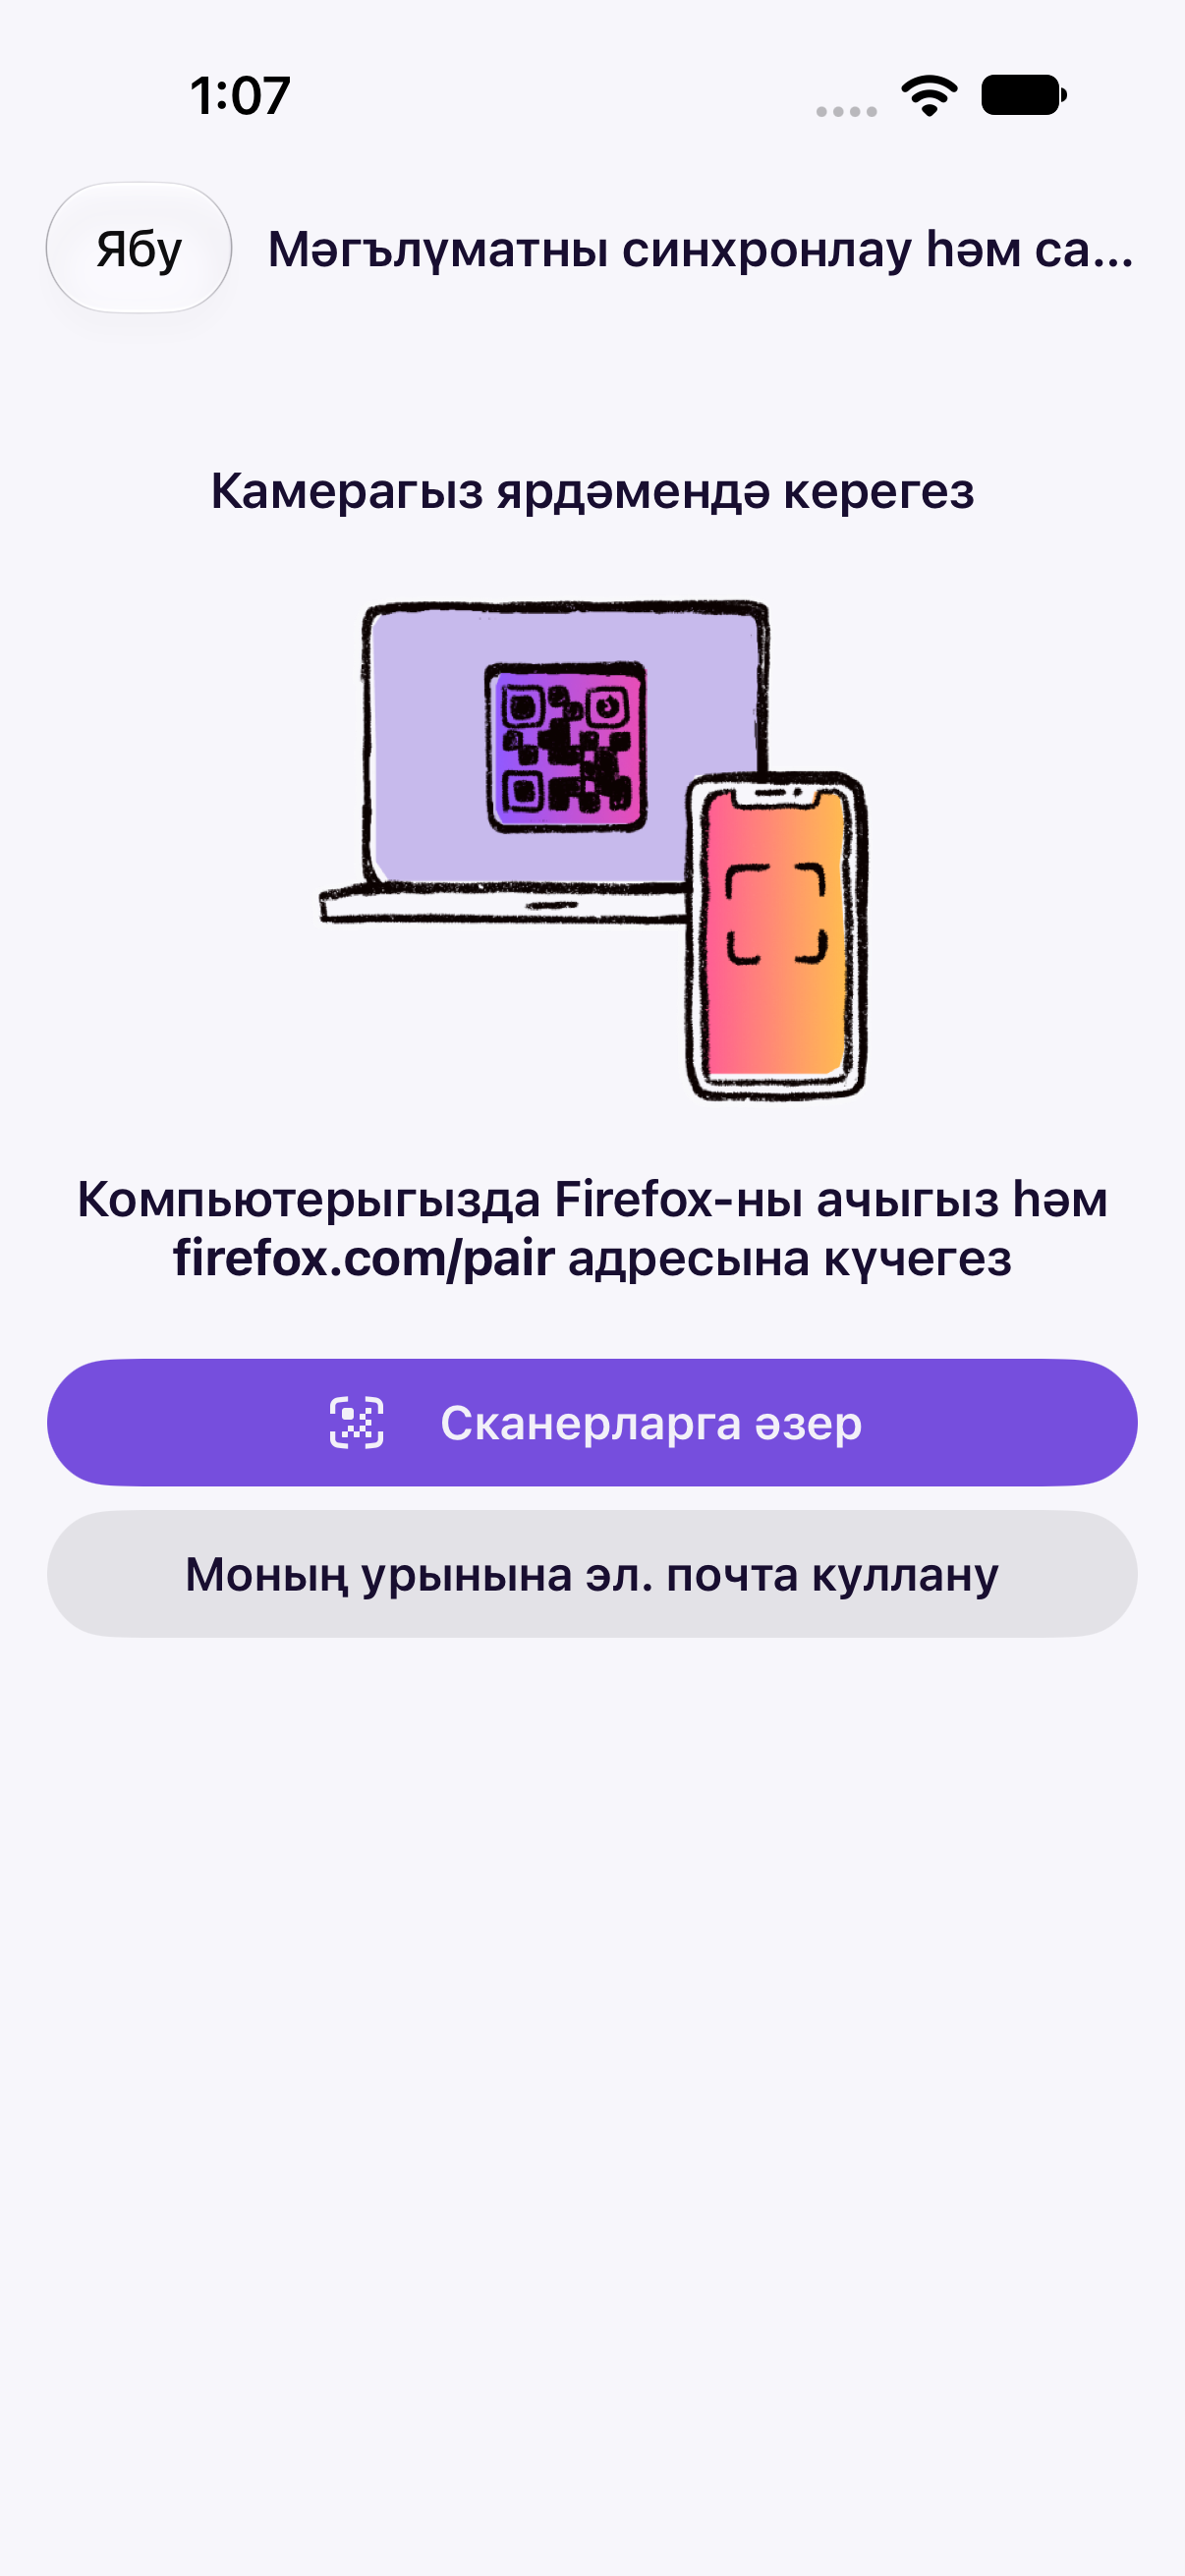 1:07
Ябу
Мәгълүматны синхронлау һәм са...
Камерагыз ярдәмендә керегез
Компьютерыгызда Firefox-ны ачыгыз һәм
firefox.com/pair адресына күчегез
Сканерларга әзер
Моның урынына эл. почта куллану